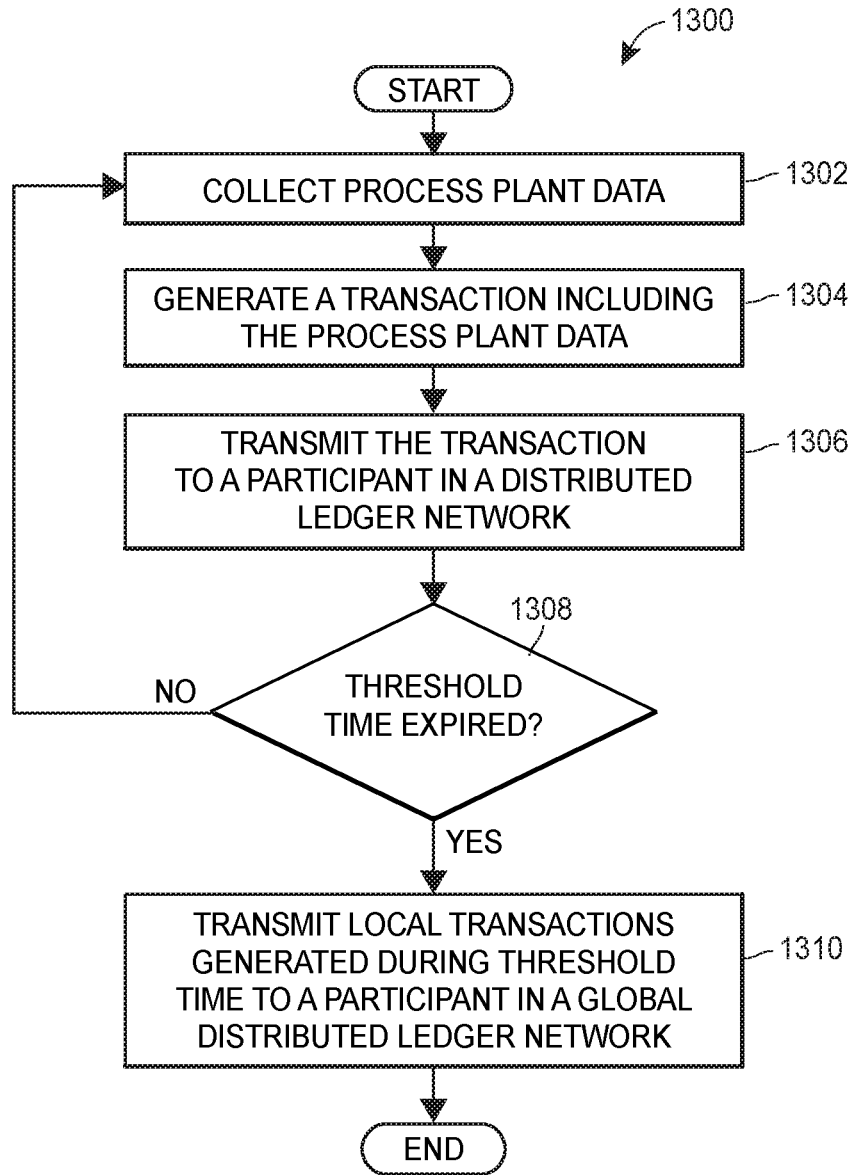 1300
START
COLLECT PROCESS PLANT DATA
1302
GENERATE A TRANSACTION INCLUDING
THE PROCESS PLANT DATA
1304
TRANSMIT THE TRANSACTION
TO A PARTICIPANT IN A DISTRIBUTED
LEDGER NETWORK
1306
1308
THRESHOLD
TIME EXPIRED?
NO
YES
TRANSMIT LOCAL TRANSACTIONS
GENERATED DURING THRESHOLD
TIME TO A PARTICIPANT IN A GLOBAL
DISTRIBUTED LEDGER NETWORK
1310
END